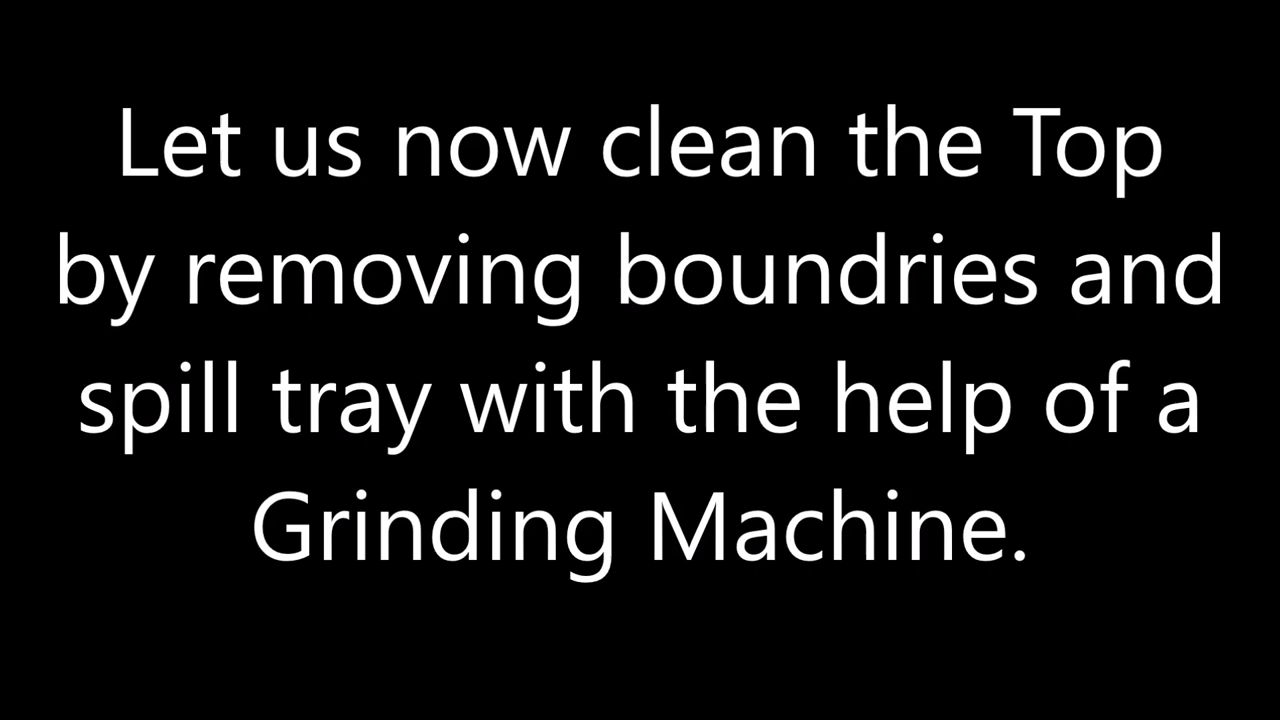 Let us now clean the Top
by removing boundries and
spill tray with the help of a
Grinding Machine.